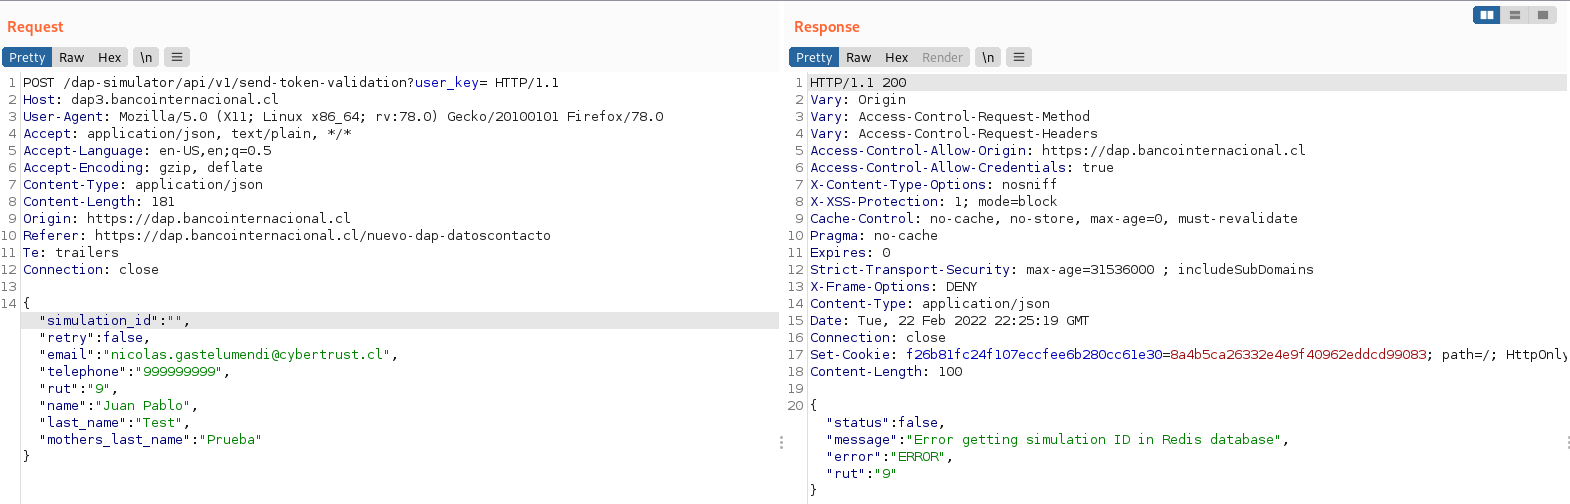 Request
Pretty Raw Hex \n
1 POST /dap-simulator/api/v1/send-token-validation?user_key= HTTP/1.1
2 Host: dap3.bancointernacional.cl
3 User-Agent: Mozilla/5.0 (X11; Linux x86_64; rv:78.0) Gecko/20100101 Firefox/78.0
4 Accept: application/json, text/plain, */*
5 Accept-Language: en-US,en;q=0.5
6 Accept-Encoding: gzip, deflate
7 Content-Type: application/json
8 Content-Length: 181
9 Origin: https://dap.bancointernacional.cl
10 Referer: https://dap.bancointernacional.cl/nuevo-dap-datoscontacto
11 Te: trailers
12 Connection: close
13
14 {
"simulation_id":"",
"retry":false,
"email":"nicolas.gastelumendi@cybertrust.cl",
"telephone":"999999999",
"rut":"9",
"name":"Juan Pablo",
"last_name":"Test",
"mothers_last_name":"Prueba"
}
Response
Pretty Raw Hex Render \n
1 HTTP/1.1 200
2 Vary: Origin
3 Vary: Access-Control-Request-Method
4 Vary: Access-Control-Request-Headers
5 Access-Control-Allow-Origin: https://dap.bancointernacional.cl
6 Access-Control-Allow-Credentials: true
7 X-Content-Type-Options: nosniff
8 X-XSS-Protection: 1; mode=block
9 Cache-Control: no-cache, no-store, max-age=0, must-revalidate
10 Pragma: no-cache
11 Expires: 0
12 Strict-Transport-Security: max-age=31536000 ; includeSubDomains
13 X-Frame-Options: DENY
14 Content-Type: application/json
15 Date: Tue, 22 Feb 2022 22:25:19 GMT
16 Connection: close
17 Set-Cookie: f26b81fc24f107eccfee6b280cc61e30=8a4b5ca26332e4e9f40962eddcd99083; path=/; HttpOnly
18 Content-Length: 100
19
20 {
"status":false,
"message":"Error getting simulation ID in Redis database",
"error":"ERROR",
"rut":"9"
}